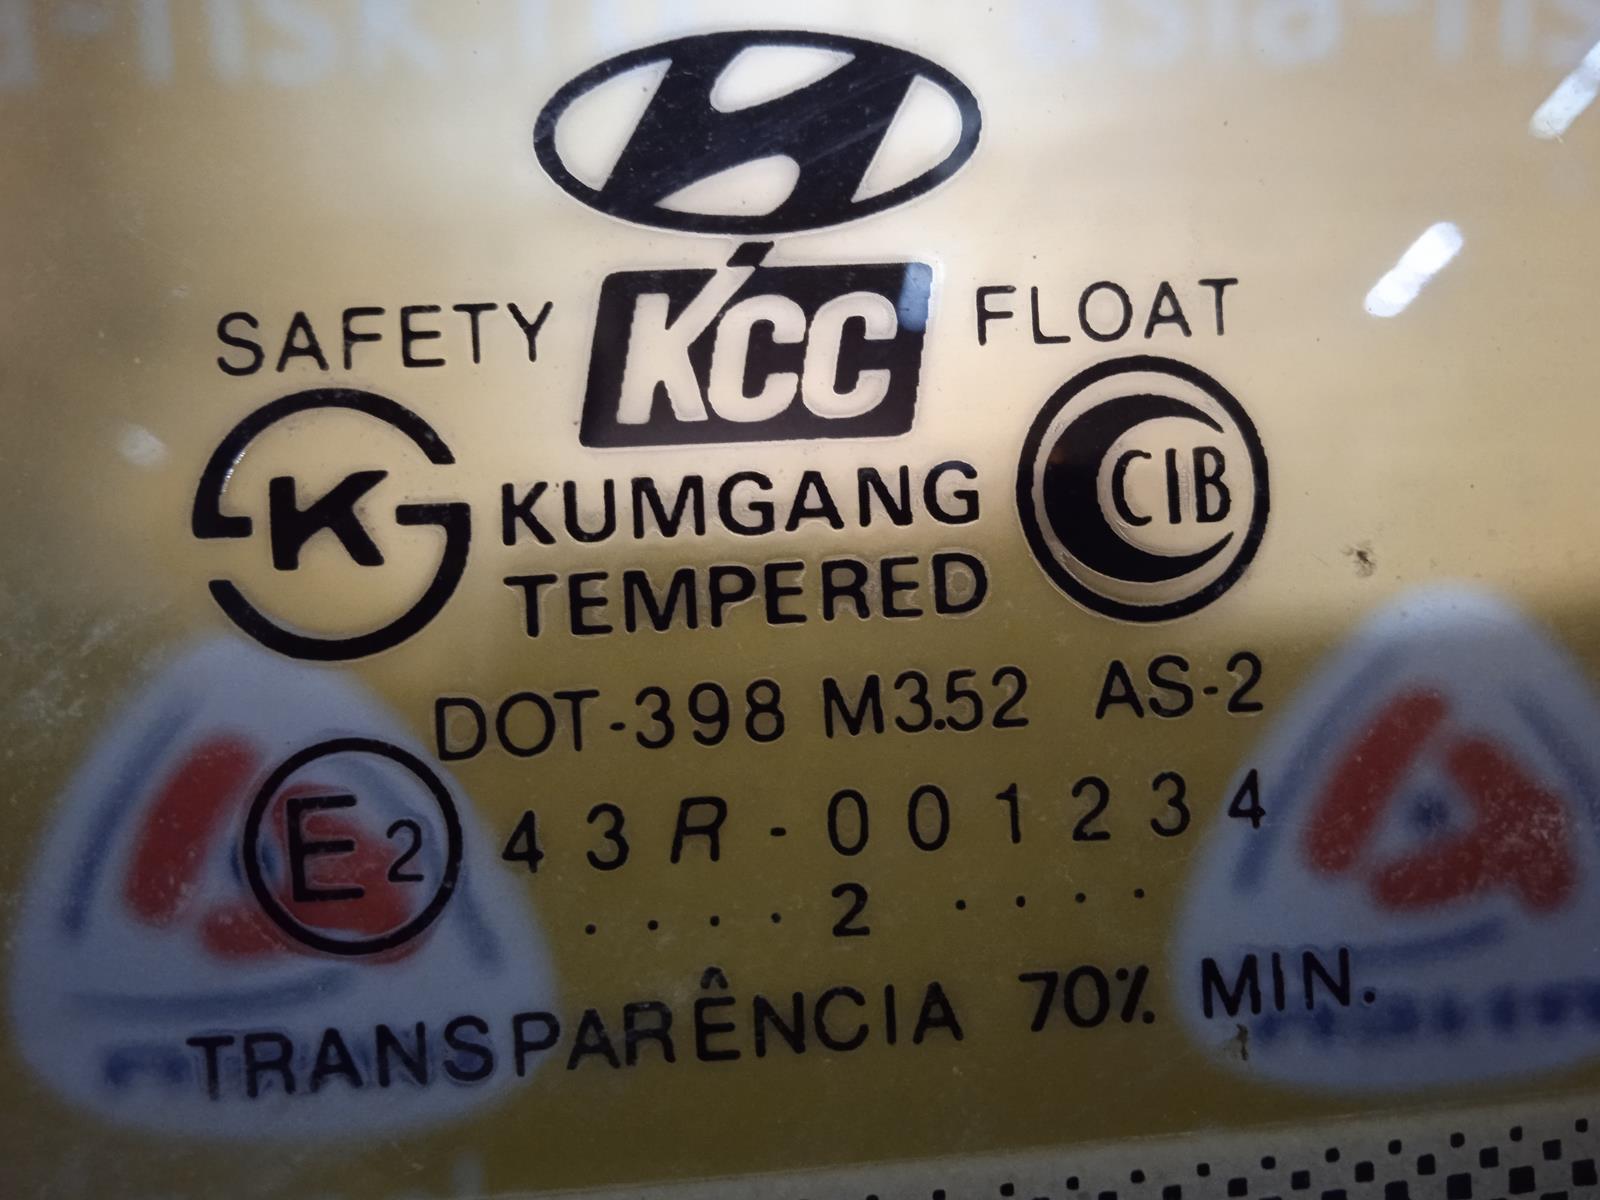 SAFETY KCC FLOAT
K KUMGANG CIB
TEMPERED
DOT-398 M3.52 AS-2
E2 43R-001234
....2....
TRANSPARÊNCIA 70% MIN.